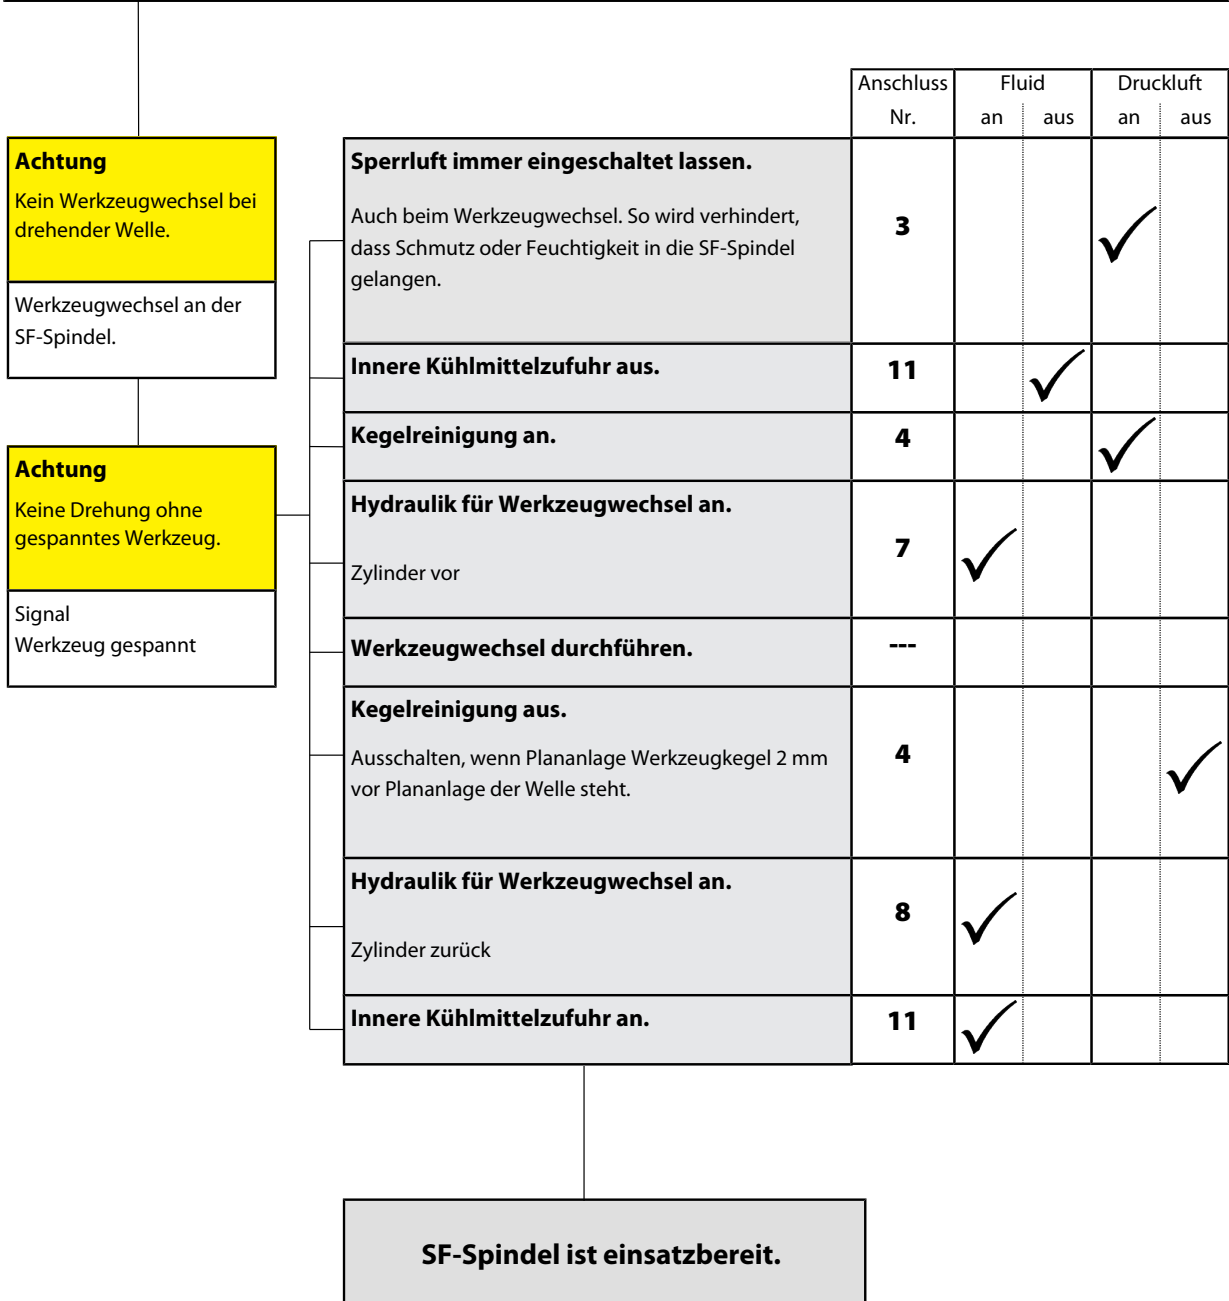 Anschluss Fluid Druckluft
Nr. an aus an aus
Achtung
Kein Werkzeugwechsel bei
drehender Welle.
Werkzeugwechsel an der
SF-Spindel.
Achtung
Keine Drehung ohne
gespanntes Werkzeug.
Signal
Werkzeug gespannt
Sperrluft immer eingeschaltet lassen.
Auch beim Werkzeugwechsel. So wird verhindert,
dass Schmutz oder Feuchtigkeit in die SF-Spindel
gelangen.
3
Innere Kühlmittelzufuhr aus. 11
Kegelreinigung an. 4
Hydraulik für Werkzeugwechsel an.
7
Zylinder vor
Werkzeugwechsel durchführen. ---
Kegelreinigung aus.
Ausschalten, wenn Plananlage Werkzeugkegel 2 mm
vor Plananlage der Welle steht.
4
Hydraulik für Werkzeugwechsel an.
8
Zylinder zurück
Innere Kühlmittelzufuhr an. 11
SF-Spindel ist einsatzbereit.